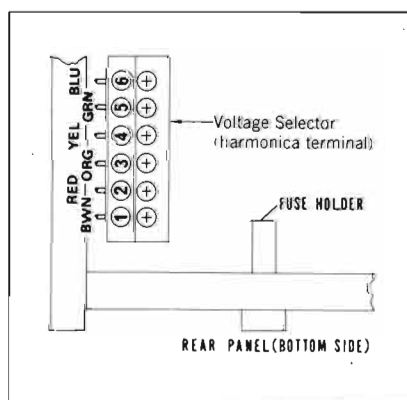 BLU
GRN
YEL
ORG
RED
BWN
6
5
4
3
2
1
Voltage Selector
(harmonica terminal)
FUSE HOLDER
REAR PANEL(BOTTOM SIDE)